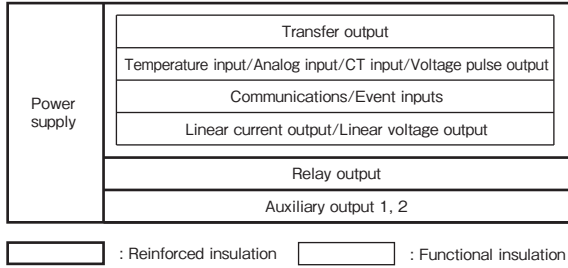 Transfer output
Temperature input/Analog input/CT input/Voltage pulse output
Communications/Event inputs
Linear current output/Linear voltage output
Power
supply
Relay output
Auxiliary output 1, 2
: Reinforced insulation
: Functional insulation